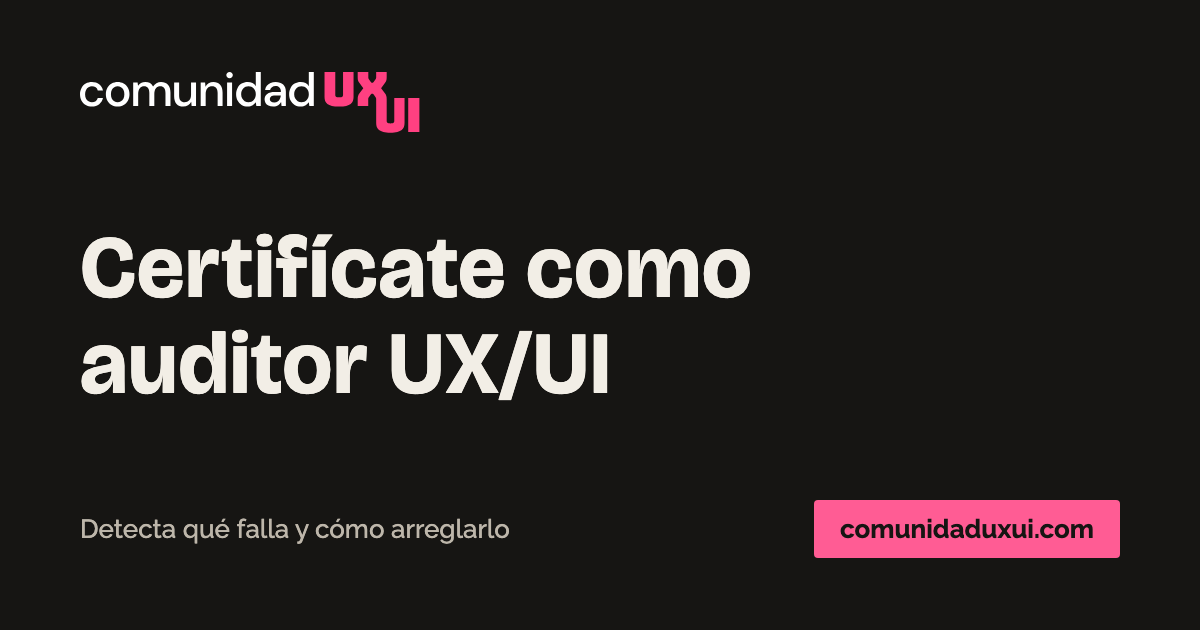 comunidad UX
UI
Certifícate como
auditor UX/UI
Detecta qué falla y cómo arreglarlo
comunidaduxui.com